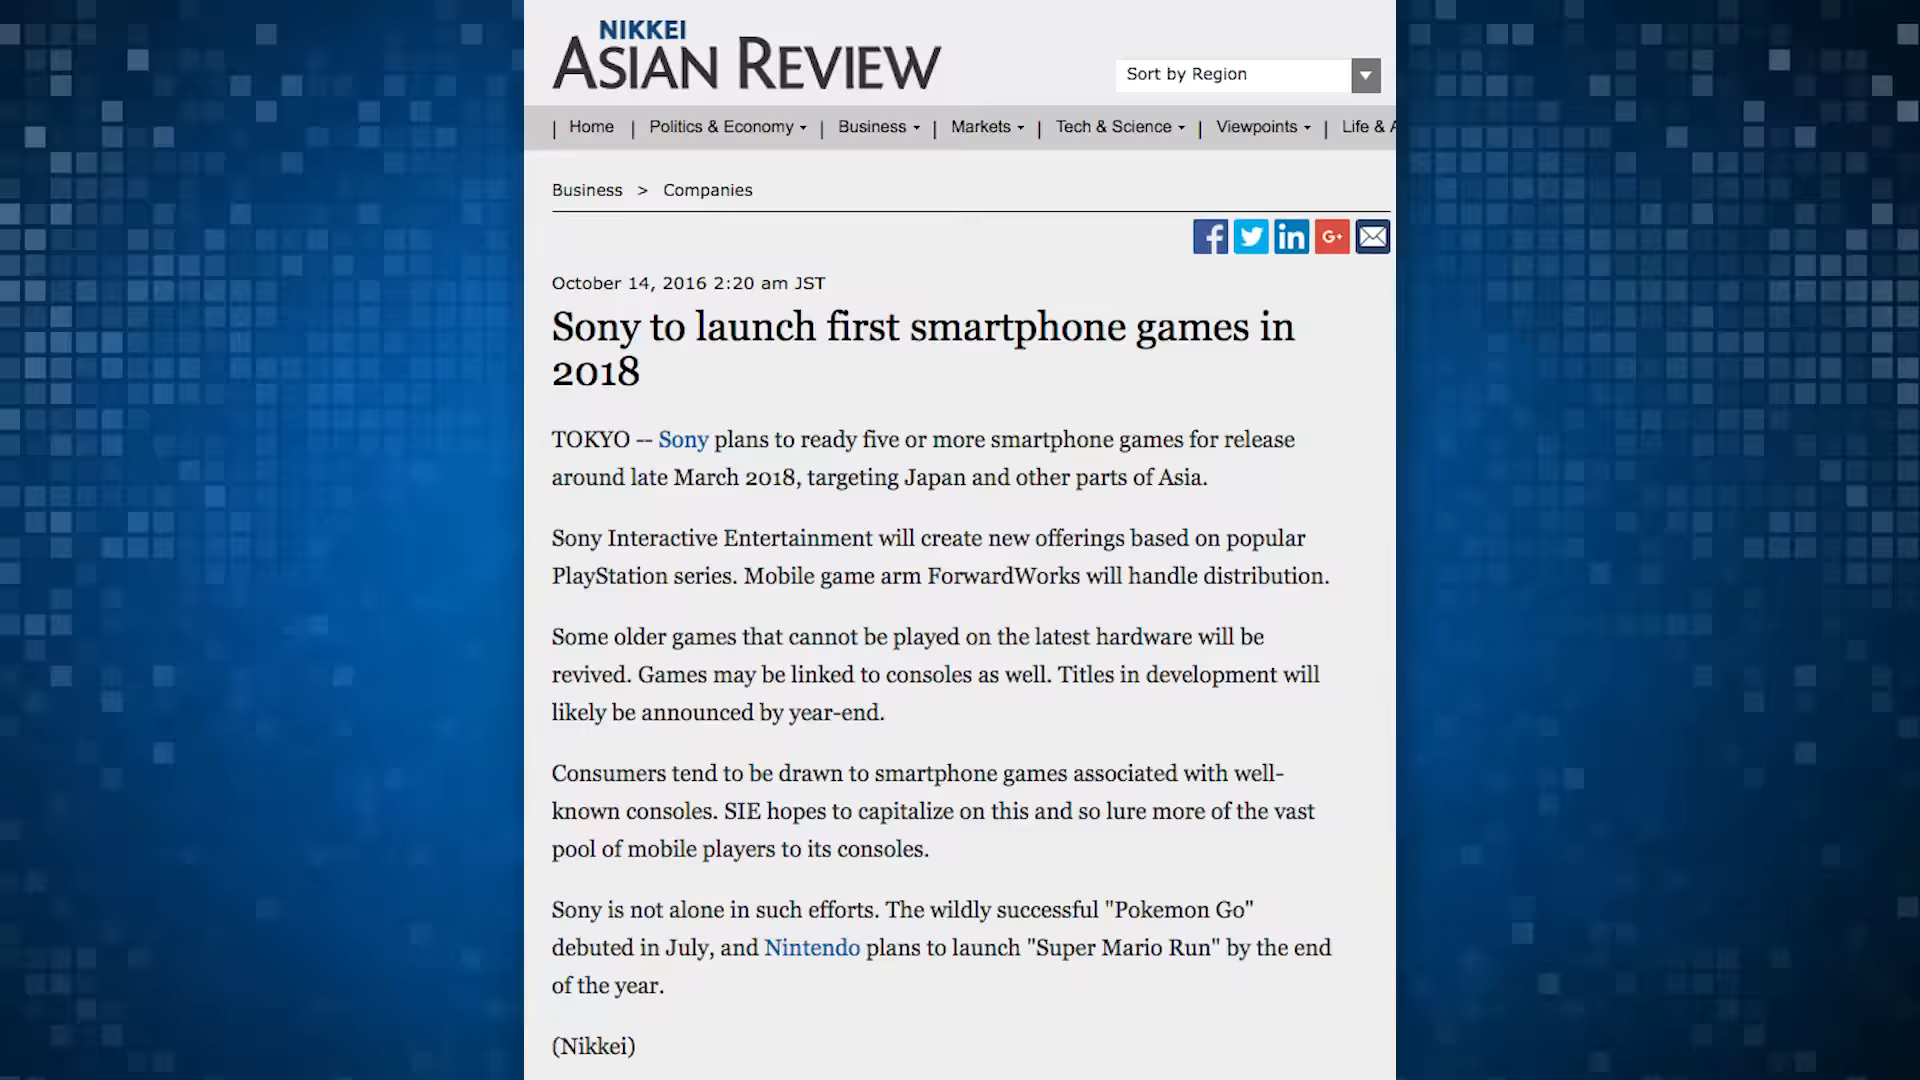 NIKKEI
ASIAN REVIEW
Sort by Region
| Home | Politics & Economy | Business | Markets | Tech & Science | Viewpoints | Life & A
Business > Companies
October 14, 2016 2:20 am JST
Sony to launch first smartphone games in
2018
TOKYO -- Sony plans to ready five or more smartphone games for release
around late March 2018, targeting Japan and other parts of Asia.
Sony Interactive Entertainment will create new offerings based on popular
PlayStation series. Mobile game arm ForwardWorks will handle distribution.
Some older games that cannot be played on the latest hardware will be
revived. Games may be linked to consoles as well. Titles in development will
likely be announced by year-end.
Consumers tend to be drawn to smartphone games associated with well-
known consoles. SIE hopes to capitalize on this and so lure more of the vast
pool of mobile players to its consoles.
Sony is not alone in such efforts. The wildly successful "Pokemon Go"
debuted in July, and Nintendo plans to launch "Super Mario Run" by the end
of the year.
(Nikkei)